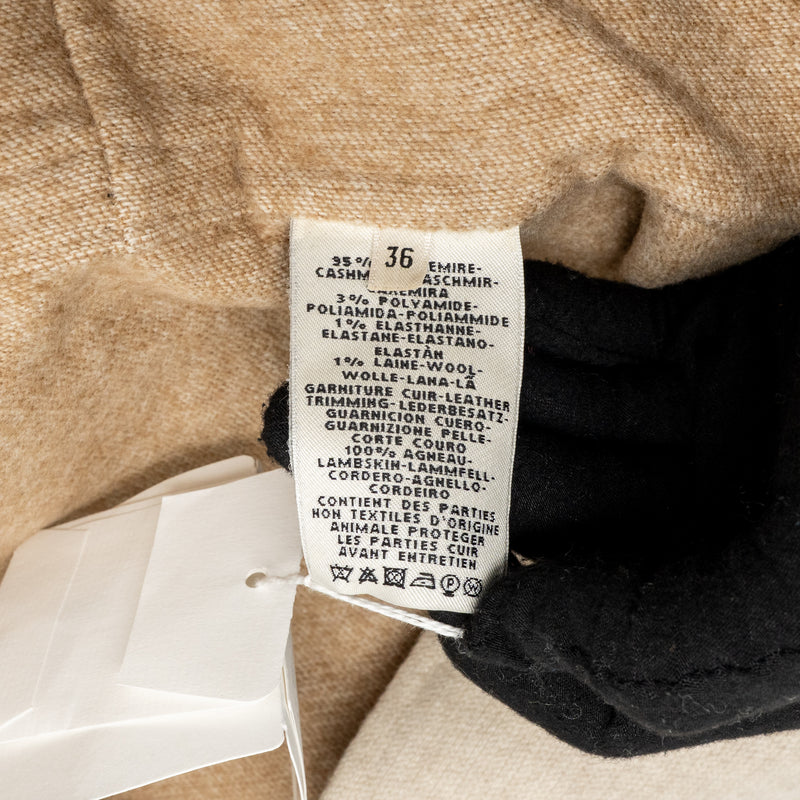 36
95%
EMIRE-
CASHM
ASCHMIR-
3% POLYAMIDE-
POLIAMIDA-POLIAMMIDE
1% ELASTHANNE-
ELASTANE-ELASTANO-
ELASTÀN
1% LAINE-WOOL-
WOLLE-LANA-LÃ
GARNITURE CUIR-LEATHER
TRIMMING-LEDERBESATZ-
GUARNICION CUERO-
GUARNIZIONE PELLE-
CORTE COURO
100% AGNEAU-
LAMBSKIN-LAMMFELL-
CORDERO-AGNELLO-
CORDEIRO
CONTIENT DES PARTIES
NON TEXTILES D'ORIGINE
ANIMALE PROTEGER
LES PARTIES CUIR
AVANT ENTRETIEN
P W